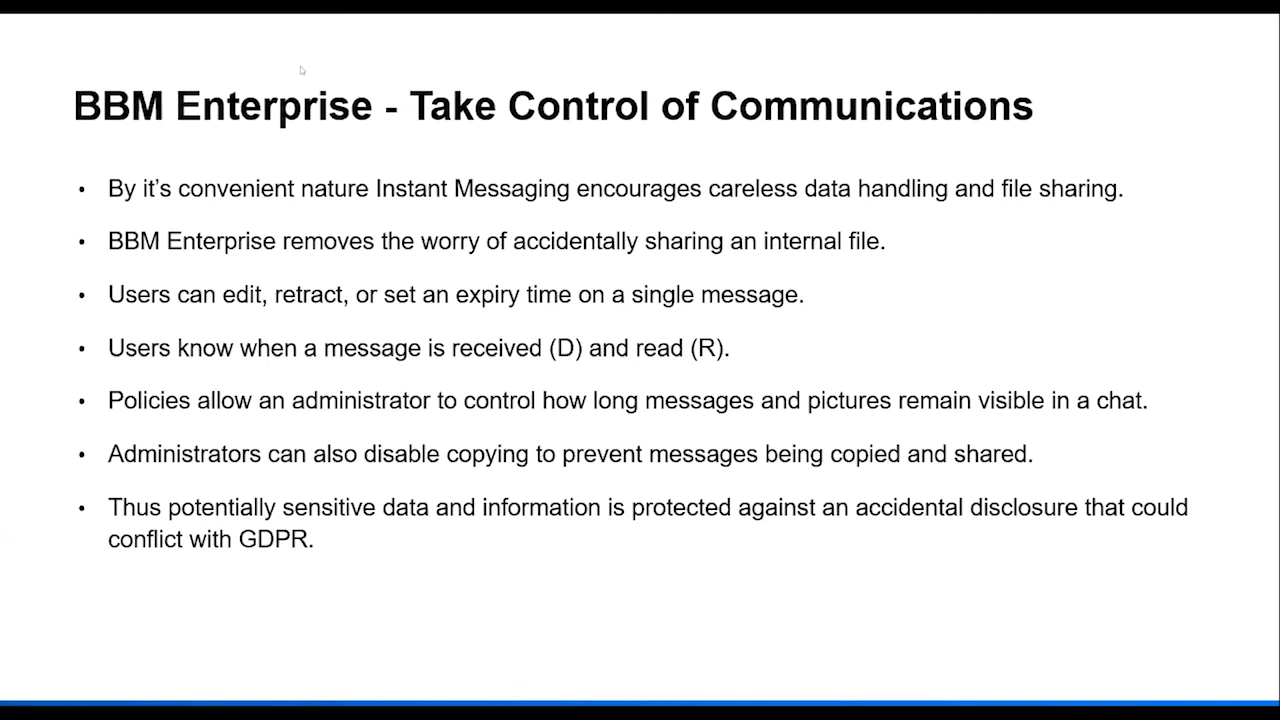 BBM Enterprise - Take Control of Communications
• By it’s convenient nature Instant Messaging encourages careless data handling and file sharing.
• BBM Enterprise removes the worry of accidentally sharing an internal file.
• Users can edit, retract, or set an expiry time on a single message.
• Users know when a message is received (D) and read (R).
• Policies allow an administrator to control how long messages and pictures remain visible in a chat.
• Administrators can also disable copying to prevent messages being copied and shared.
• Thus potentially sensitive data and information is protected against an accidental disclosure that could
conflict with GDPR.